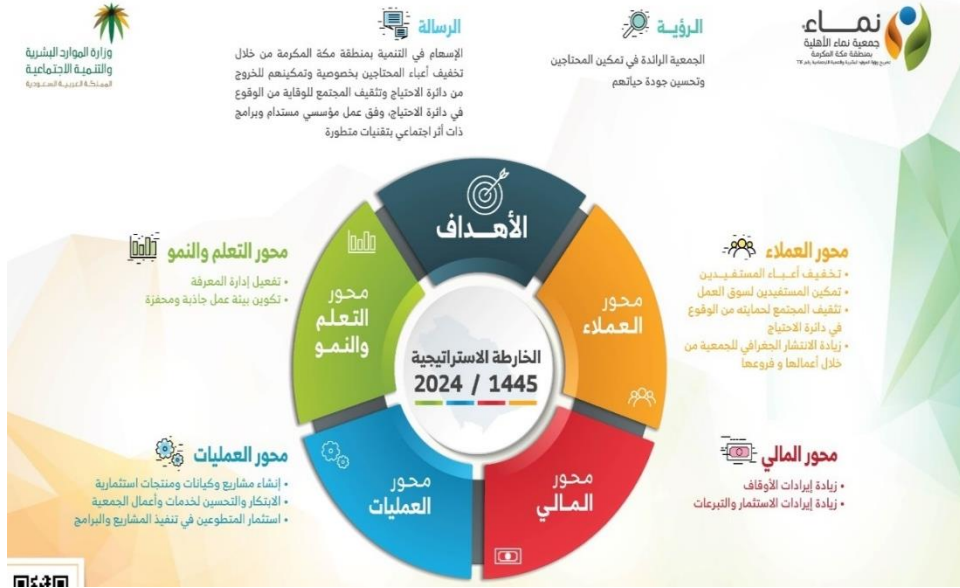 نمـاء
جمعية نماء الأهلية
بمنطقة مكة المكرمة
الرؤيــة
الجمعية الرائدة في تمكين المحتاجين
وتحسين جودة حياتهم
الرسالة
الإسهام في التنمية بمنطقة مكة المكرمة من خلال
تخفيف أعباء المحتاجين بخصوصية وتمكينهم للخروج
من دائرة الاحتياج وتثقيف المجتمع للوقاية من الوقوع
في دائرة الاحتياج، وفق عمل مؤسسي مستدام وبرامج
ذات أثر اجتماعي بتقنيات متطورة
وزارة الموارد البشرية
والتنمية الاجتماعية
المملكة العربية السعودية
الأهــداف
محور
العملاء
محور
المالي
محور
العمليات
محور
التعلم
والنمو
الخارطة الاستراتيجية
2024 / 1445
محور العملاء
• تخفيف أعباء المستفيدين
• تمكين المستفيدين لسوق العمل
• تثقيف المجتمع لحمايته من الوقوع
في دائرة الاحتياج
• زيادة الانتشار الجغرافي للجمعية من
خلال أعمالها و فروعها
محور المالي
• زيادة إيرادات الأوقاف
• زيادة إيرادات الاستثمار والتبرعات
محور التعلم والنمو
• تفعيل إدارة المعرفة
• تكوين بيئة عمل جاذبة ومحفزة
محور العمليات
• إنشاء مشاريع وكيانات ومنتجات استثمارية
• الابتكار والتحسين لخدمات وأعمال الجمعية
• استثمار المتطوعين في تنفيذ المشاريع والبرامج